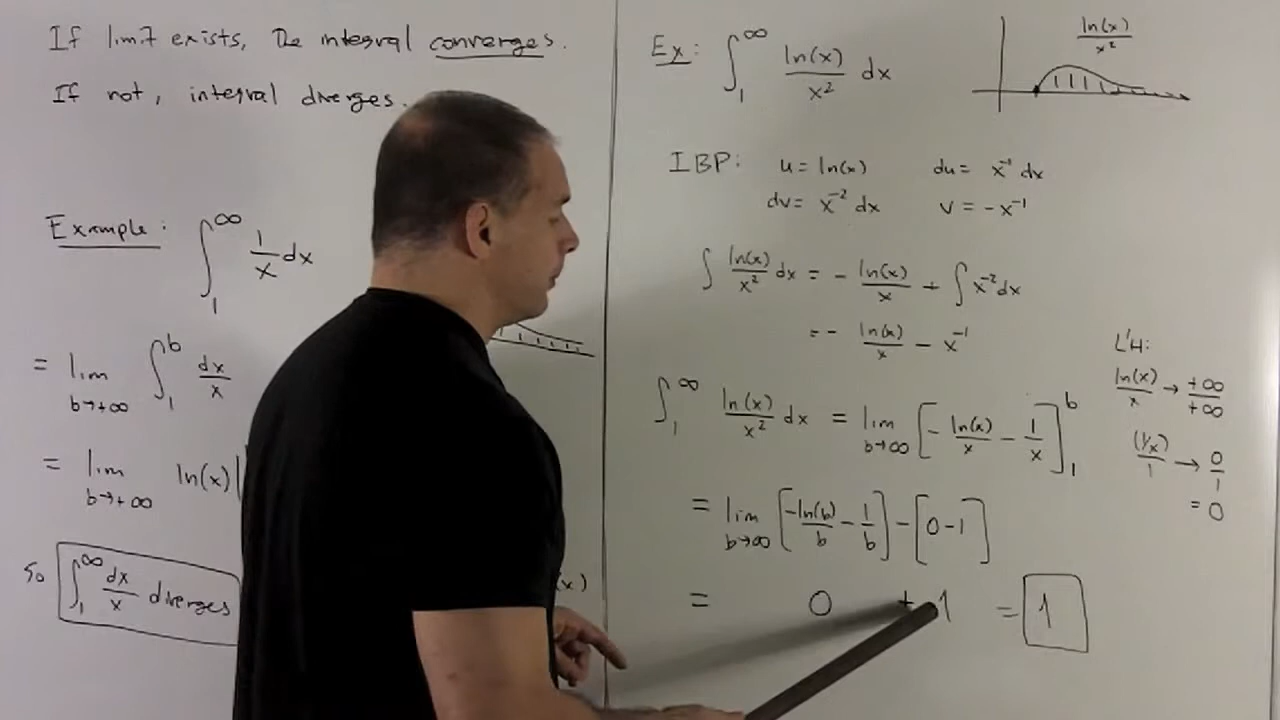 If limit exists, the integral converges.
If not, integral diverges.
Example: ∫₁^∞ 1/x dx
= lim b→+∞ ∫₁^b dx/x
= lim b→+∞ ln(x)|
So ∫₁^∞ dx/x diverges
x)
Ex: ∫₁^∞ ln(x)/x² dx
ln(x)/x²
IBP: u = ln(x) du = x⁻¹ dx
dv = x⁻² dx v = -x⁻¹
∫ ln(x)/x² dx = - ln(x)/x + ∫ x⁻² dx
= - ln(x)/x - x⁻¹
∫₁^∞ ln(x)/x² dx = lim b→∞ [- ln(x)/x - 1/x]₁^b
= lim b→∞ [-ln(b)/b - 1/b] - [0-1]
= 0 + 1 = 1
L'H:
ln(x)/x → +∞/+∞
(1/x)/1 → 0/1
= 0